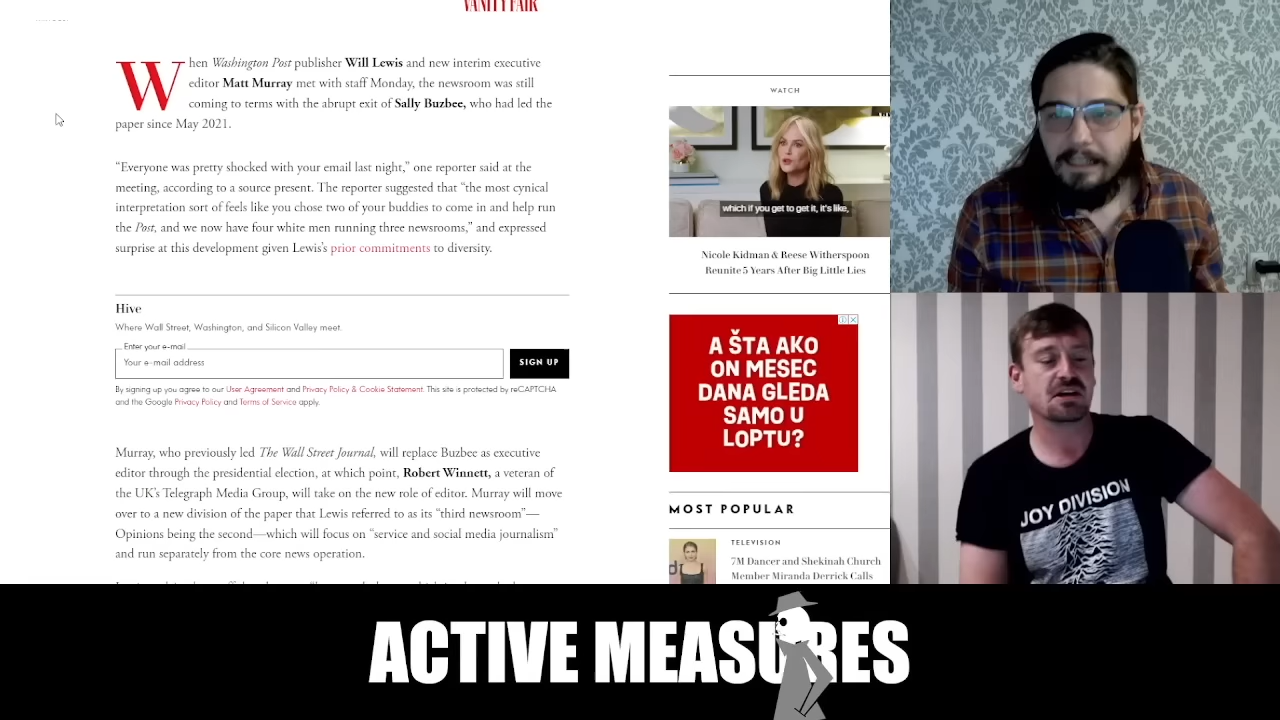 VANITY FAIR
When Washington Post publisher Will Lewis and new interim executive
editor Matt Murray met with staff Monday, the newsroom was still
coming to terms with the abrupt exit of Sally Buzbee, who had led the
paper since May 2021.
“Everyone was pretty shocked with your email last night,” one reporter said at the
meeting, according to a source present. The reporter suggested that “the most cynical
interpretation sort of feels like you chose two of your buddies to come in and help run
the Post, and we now have four white men running three newsrooms,” and expressed
surprise at this development given Lewis’s prior commitments to diversity.
Hive
Where Wall Street, Washington, and Silicon Valley meet.
Enter your e-mail
Your e-mail address
SIGN UP
By signing up you agree to our User Agreement and Privacy Policy & Cookie Statement. This site is protected by reCAPTCHA
and the Google Privacy Policy and Terms of Service apply.
Murray, who previously led The Wall Street Journal, will replace Buzbee as executive
editor through the presidential election, at which point, Robert Winnett, a veteran of
the UK’s Telegraph Media Group, will take on the new role of editor. Murray will move
over to a new division of the paper that Lewis referred to as its “third newsroom”—
Opinions being the second—which will focus on “service and social media journalism”
and run separately from the core news operation.
WATCH
which if you get to get it, it's like,
Nicole Kidman & Reese Witherspoon
Reunite 5 Years After Big Little Lies
A ŠTA AKO
ON MESEC
DANA GLEDA
SAMO U
LOPTU?
MOST POPULAR
TELEVISION
7M Dancer and Shekinah Church
Member Miranda Derrick Calls
JOY DIVISION
ACTIVE MEASURES